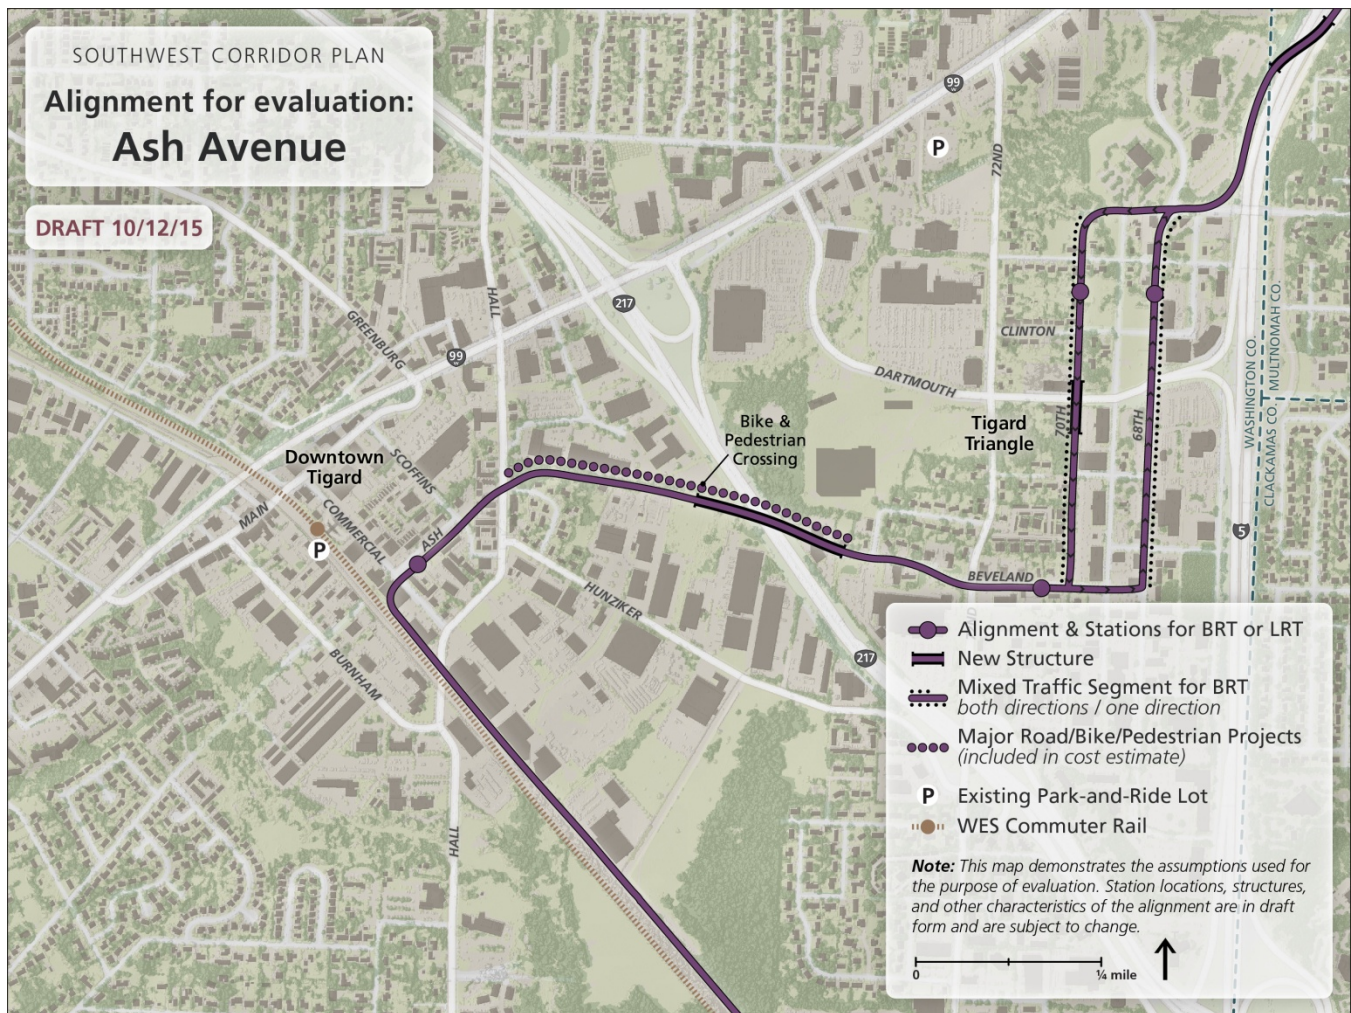 SOUTHWEST CORRIDOR PLAN
Alignment for evaluation:
Ash Avenue
DRAFT 10/12/15
99
P
72ND
HALL
217
GREENBURG
99
CLINTON
DARTMOUTH
WASHINGTON CO.
MULTNOMAH CO.
CLACKAMAS CO.
70TH
68TH
Tigard
Triangle
Bike &
Pedestrian
Crossing
Downtown
Tigard
SCOFFINS
MAIN
COMMERCIAL
ASH
P
5
BEVELAND
HUNZIKER
BURNHAM
217
HALL
Alignment & Stations for BRT or LRT
New Structure
Mixed Traffic Segment for BRT
both directions / one direction
Major Road/Bike/Pedestrian Projects
(included in cost estimate)
P Existing Park-and-Ride Lot
WES Commuter Rail
Note: This map demonstrates the assumptions used for
the purpose of evaluation. Station locations, structures,
and other characteristics of the alignment are in draft
form and are subject to change.
0 ¼ mile